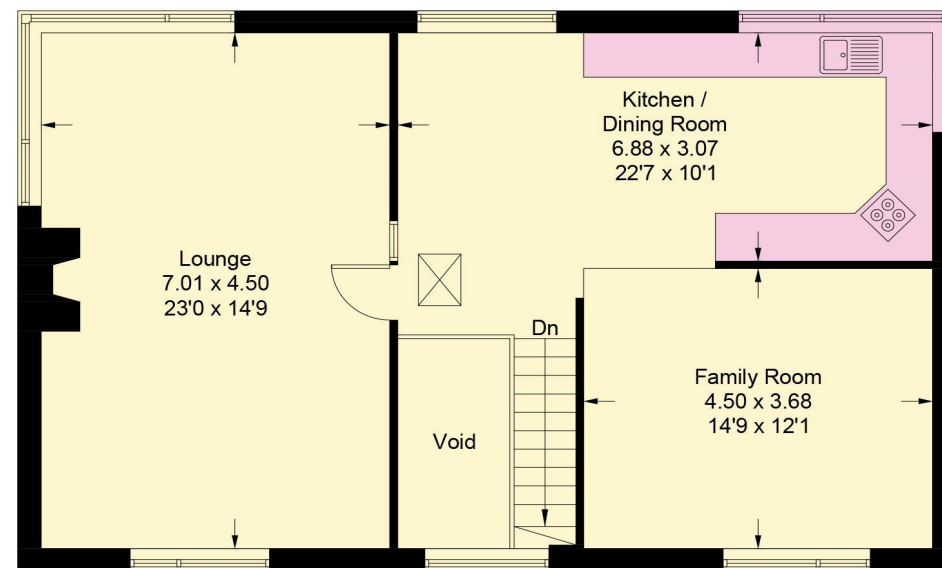 Kitchen /
Dining Room
6.88 x 3.07
22'7 x 10'1
Lounge
7.01 x 4.50
23'0 x 14'9
Dn
Family Room
4.50 x 3.68
14'9 x 12'1
Void